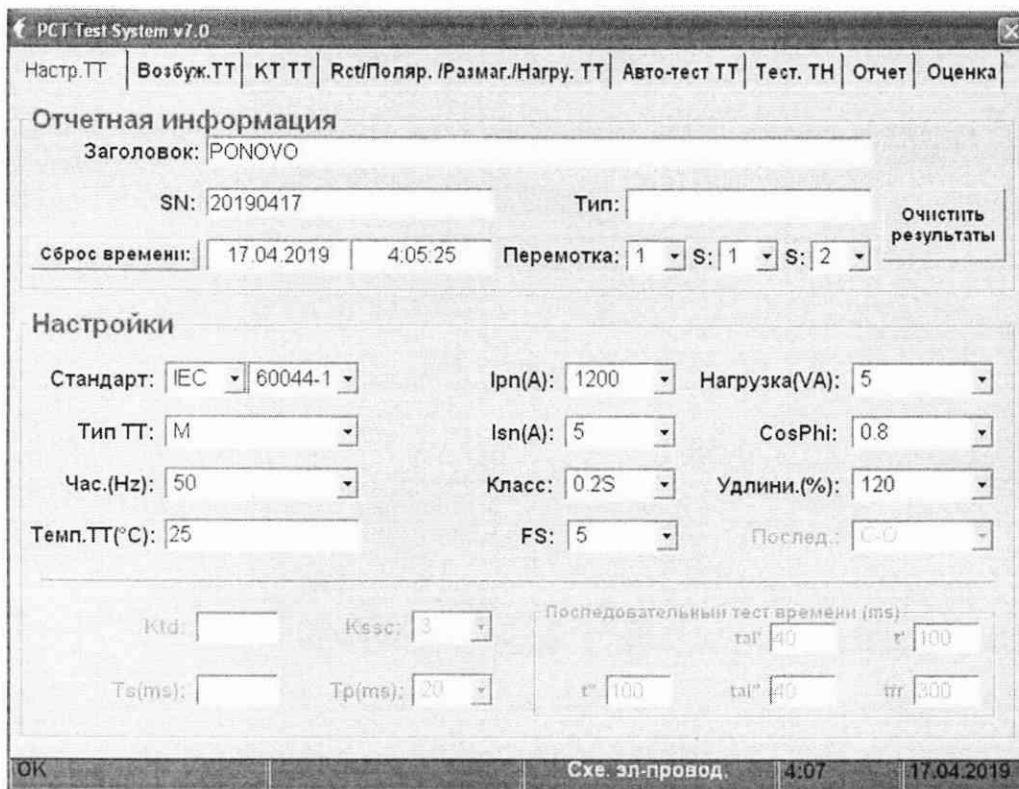 PCT Test System v7.0
Настр.ТТ Возбуж.ТТ КТ ТТ Rct/Поляр. /Размаг./Нагру. ТТ Авто-тест ТТ Тест. ТН Отчет Оценка
Отчетная информация
Заголовок: PONOVO
SN: 20190417 Тип:
Очистить результаты
Сброс времени: 17.04.2019 4:05:25 Перемотка: 1 S: 1 S: 2
Настройки
Стандарт: IEC 60044-1 Ipn(A): 1200 Нагрузка(VA): 5
Тип ТТ: M Isn(A): 5 CosPhi: 0.8
Час.(Hz): 50 Класс: 0.2S Удлини.(%): 120
Темп.ТТ(°C): 25 FS: 5 Послед.: C-O
Последовательный тест времени (ms)
Ktd: Kssc: 3 tal' 40 t' 100
Ts(ms): Tp(ms): 20 t" 100 tal" 40 tfr 300
OK Схе. эл-провод. 4:07 17.04.2019